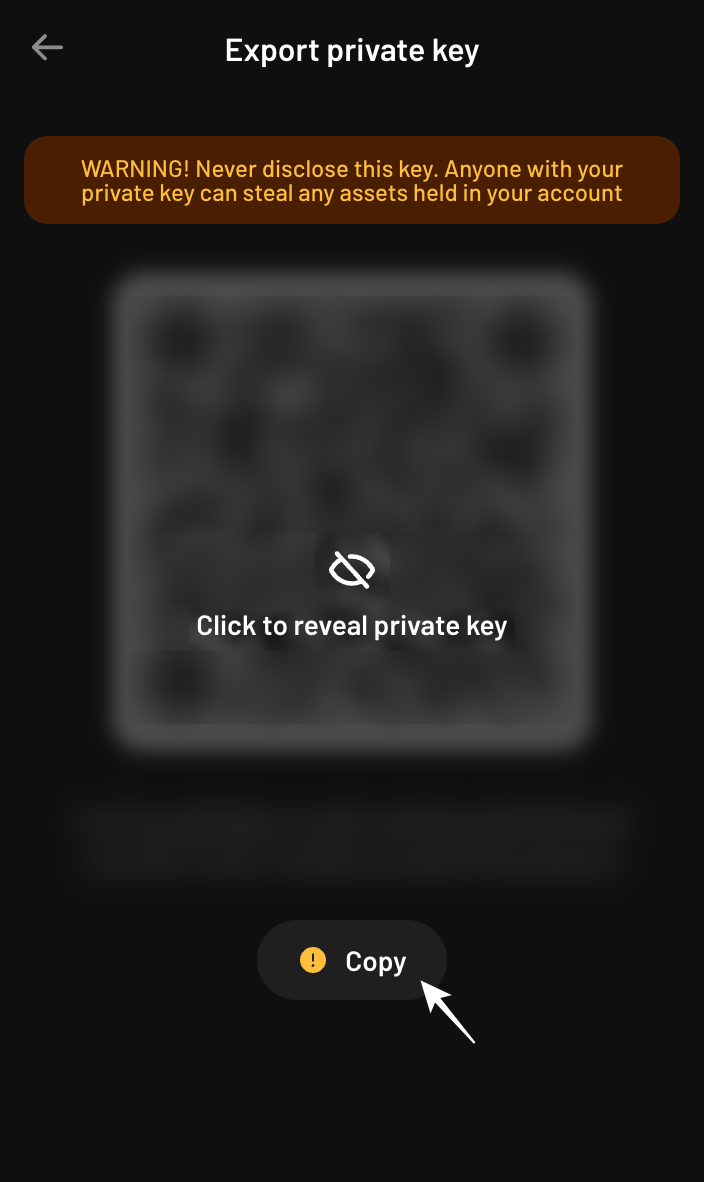 Export private key
WARNING! Never disclose this key. Anyone with your
private key can steal any assets held in your account
Click to reveal private key
Copy